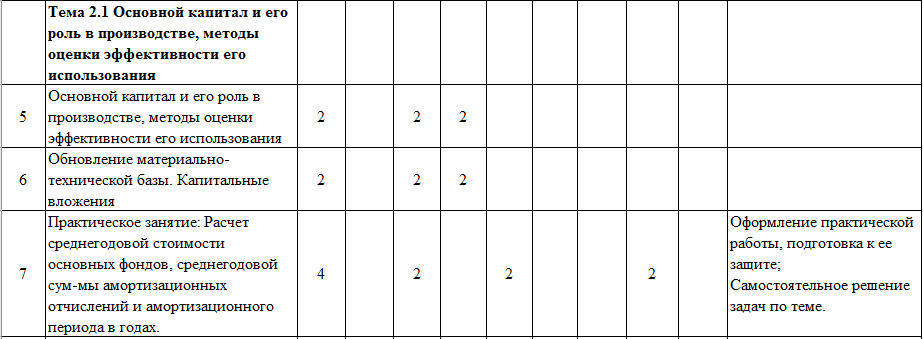 Тема 2.1 Основной капитал и его
роль в производстве, методы
оценки эффективности его
использования
5
Основной капитал и его роль в
производстве, методы оценки
эффективности его использования
2
2
2
6
Обновление материально-
технической базы. Капитальные
вложения
2
2
2
7
Практическое занятие: Расчет
среднегодовой стоимости
основных фондов, среднегодовой
сум-мы амортизационных
отчислений и амортизационного
периода в годах.
4
2
2
2
Оформление практической
работы, подготовка к ее
защите;
Самостоятельное решение
задач по теме.